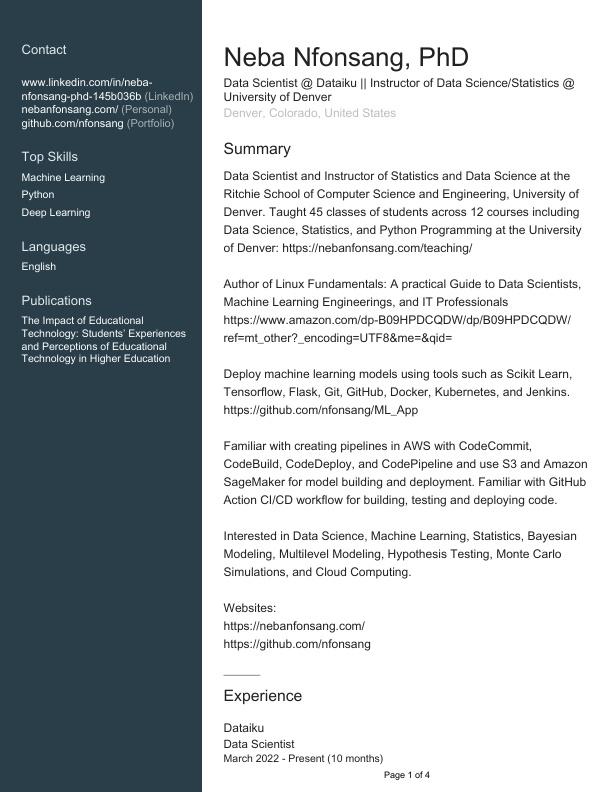 Contact
www.linkedin.com/in/neba-
nfonsang-phd-145b036b (LinkedIn)
nebanfonsang.com/ (Personal)
github.com/nfonsang (Portfolio)
Top Skills
Machine Learning
Python
Deep Learning
Languages
English
Publications
The Impact of Educational
Technology: Students' Experiences
and Perceptions of Educational
Technology in Higher Education
Neba Nfonsang, PhD
Data Scientist @ Dataiku || Instructor of Data Science/Statistics @
University of Denver
Denver, Colorado, United States
Summary
Data Scientist and Instructor of Statistics and Data Science at the
Ritchie School of Computer Science and Engineering, University of
Denver. Taught 45 classes of students across 12 courses including
Data Science, Statistics, and Python Programming at the University
of Denver: https://nebanfonsang.com/teaching/
Author of Linux Fundamentals: A practical Guide to Data Scientists,
Machine Learning Engineerings, and IT Professionals
https://www.amazon.com/dp-B09HPDCQDW/dp/B09HPDCQDW/
ref=mt_other?_encoding=UTF8&me=&qid=
Deploy machine learning models using tools such as Scikit Learn,
Tensorflow, Flask, Git, GitHub, Docker, Kubernetes, and Jenkins.
https://github.com/nfonsang/ML_App
Familiar with creating pipelines in AWS with CodeCommit,
CodeBuild, CodeDeploy, and CodePipeline and use S3 and Amazon
SageMaker for model building and deployment. Familiar with GitHub
Action CI/CD workflow for building, testing and deploying code.
Interested in Data Science, Machine Learning, Statistics, Bayesian
Modeling, Multilevel Modeling, Hypothesis Testing, Monte Carlo
Simulations, and Cloud Computing.
Websites:
https://nebanfonsang.com/
https://github.com/nfonsang
Experience
Dataiku
Data Scientist
March 2022 - Present (10 months)
Page 1 of 4